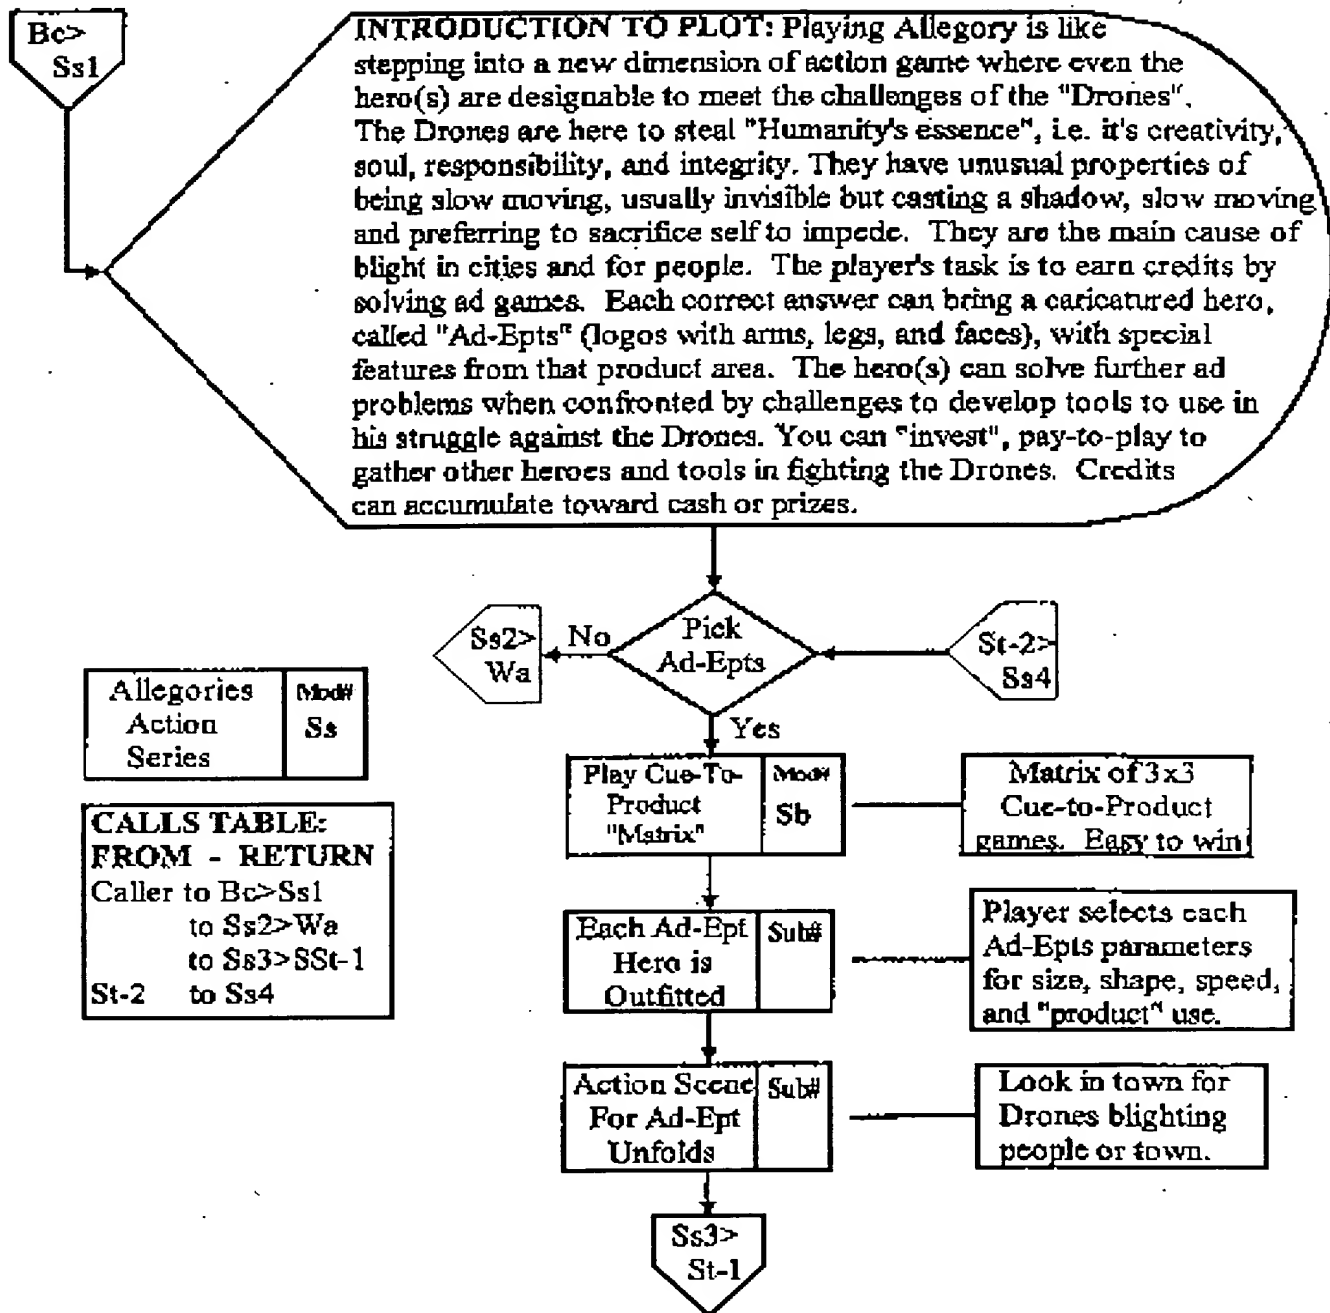 Bc>
Ss1
INTRODUCTION TO PLOT: Playing Allegory is like
stepping into a new dimension of action game where even the
hero(s) are designable to meet the challenges of the "Drones".
The Drones are here to steal "Humanity's essence", i.e. it's creativity,
soul, responsibility, and integrity. They have unusual properties of
being slow moving, usually invisible but casting a shadow, slow moving
and preferring to sacrifice self to impede. They are the main cause of
blight in cities and for people. The player's task is to earn credits by
solving ad games. Each correct answer can bring a caricatured hero,
called "Ad-Epts" (logos with arms, legs, and faces), with special
features from that product area. The hero(s) can solve further ad
problems when confronted by challenges to develop tools to use in
his struggle against the Drones. You can "invest", pay-to-play to
gather other heroes and tools in fighting the Drones. Credits
can accumulate toward cash or prizes.
Ss2>
Wa
No
Pick
Ad-Epts
St-2>
Ss4
Yes
Allegories
Action
Series
Mod#
Ss
Play Cue-To-
Product
"Matrix"
Mod#
Sb
Matrix of 3x3
Cue-to-Product
games. Easy to win
CALLS TABLE:
FROM - RETURN
Caller to Bc>Ss1
to Ss2>Wa
to Ss3>SSt-1
St-2 to Ss4
Each Ad-Ept
Hero is
Outfitted
Sub#
Player selects each
Ad-Epts parameters
for size, shape, speed,
and "product" use.
Action Scene
For Ad-Ept
Unfolds
Sub#
Look in town for
Drones blighting
people or town.
Ss3>
St-1